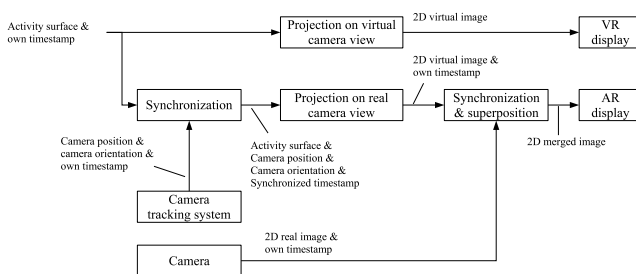 Activity surface &
own timestamp
Projection on virtual
camera view
2D virtual image
VR
display
2D virtual image &
own timestamp
Synchronization
Projection on real
camera view
Synchronization
& superposition
AR
display
2D merged image
Camera position &
camera orientation &
own timestamp
Activity surface &
Camera position &
Camera orientation &
Synchronized timestamp
Camera
tracking system
2D real image &
own timestamp
Camera